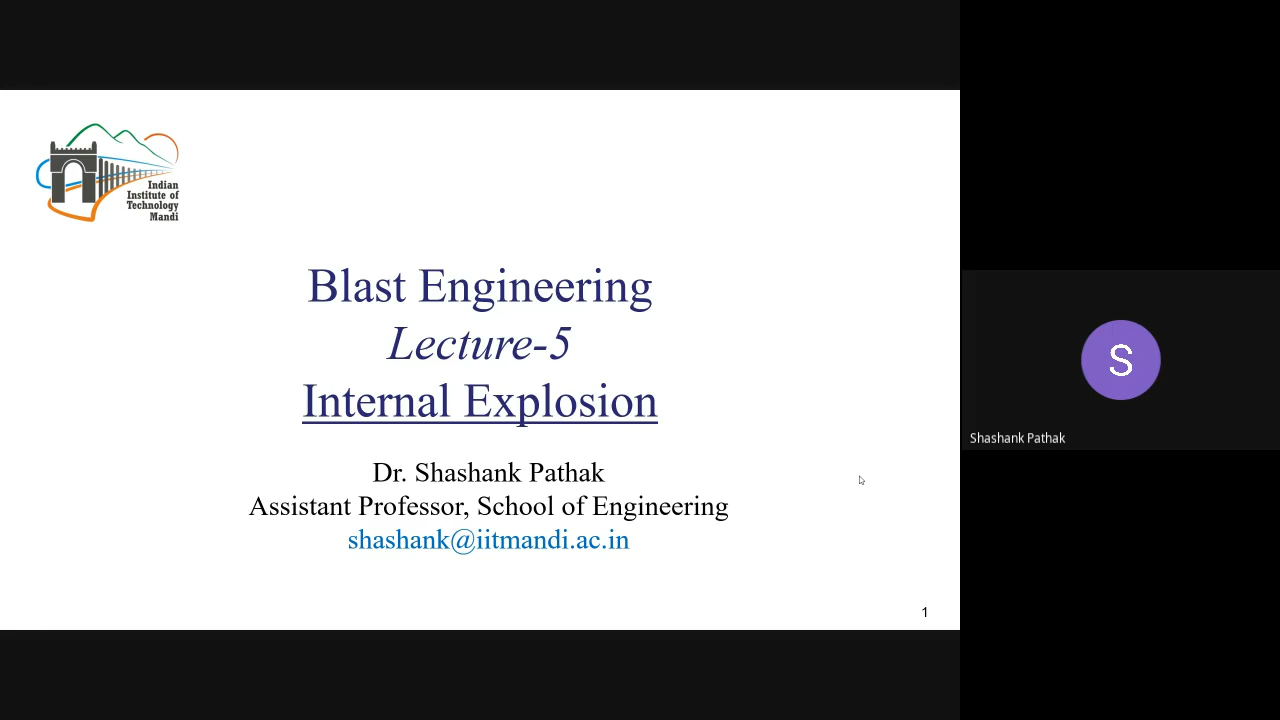 Indian
Institute of
Technology
Mandi
Blast Engineering
Lecture-5
Internal Explosion
Dr. Shashank Pathak
Assistant Professor, School of Engineering
shashank@iitmandi.ac.in
1
S
Shashank Pathak